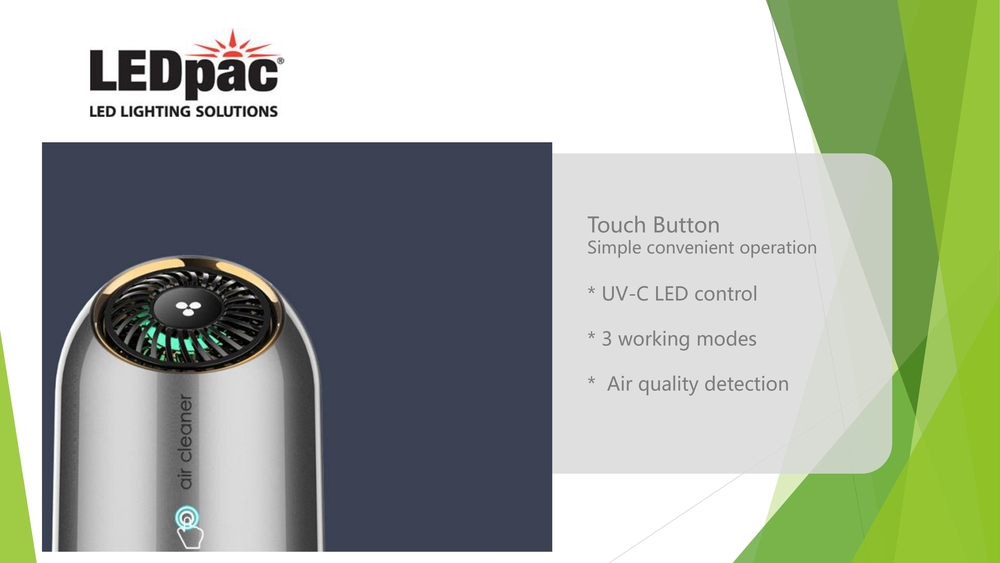 LEDpac®
LED LIGHTING SOLUTIONS
Touch Button
Simple convenient operation
* UV-C LED control
* 3 working modes
* Air quality detection
air cleaner